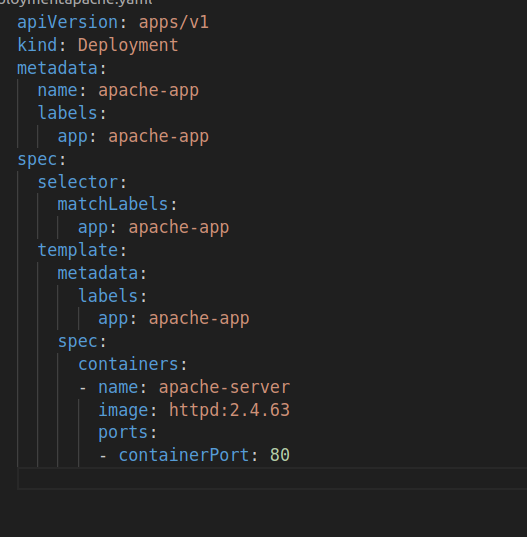 oymentapache.yaml
apiVersion: apps/v1
kind: Deployment
metadata:
  name: apache-app
  labels:
    app: apache-app
spec:
  selector:
    matchLabels:
      app: apache-app
  template:
    metadata:
      labels:
        app: apache-app
    spec:
      containers:
      - name: apache-server
        image: httpd:2.4.63
        ports:
        - containerPort: 80